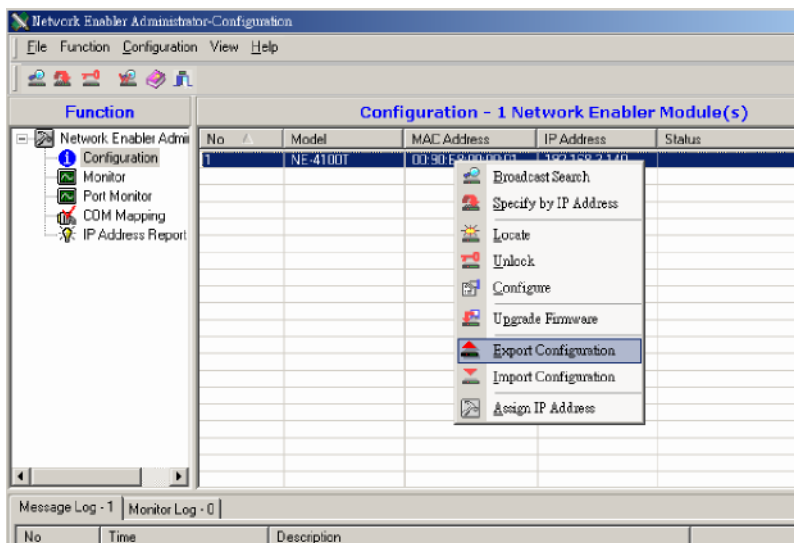 Network Enabler Administrator-Configuration
File Function Configuration View Help
Function
Configuration - 1 Network Enabler Module(s)
Network Enabler Admi
Configuration
Monitor
Port Monitor
COM Mapping
IP Address Report
No Model MAC Address IP Address Status
1 NE-4100T
Broadcast Search
Specify by IP Address
Locate
Unlock
Configure
Upgrade Firmware
Export Configuration
Import Configuration
Assign IP Address
Message Log - 1 Monitor Log - 0
No Time Description